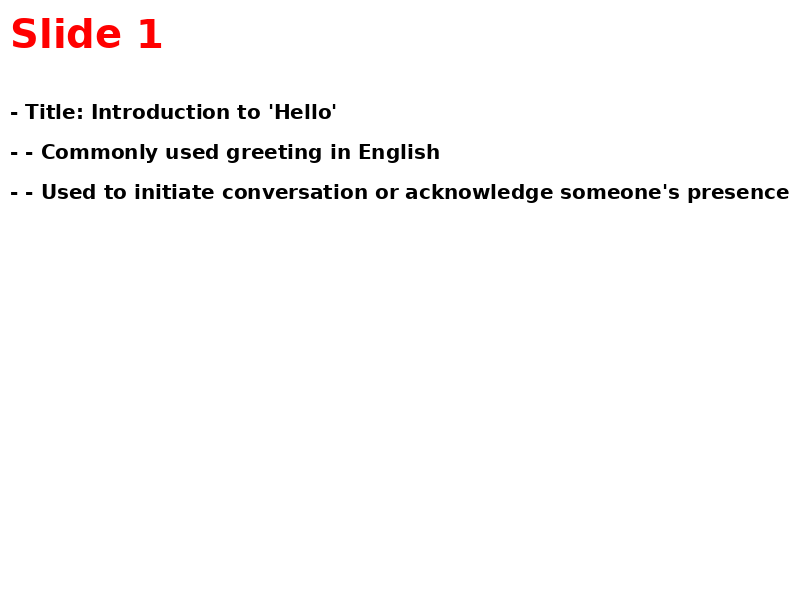 Slide 1
- Title: Introduction to 'Hello'
- - Commonly used greeting in English
- - Used to initiate conversation or acknowledge someone's presence